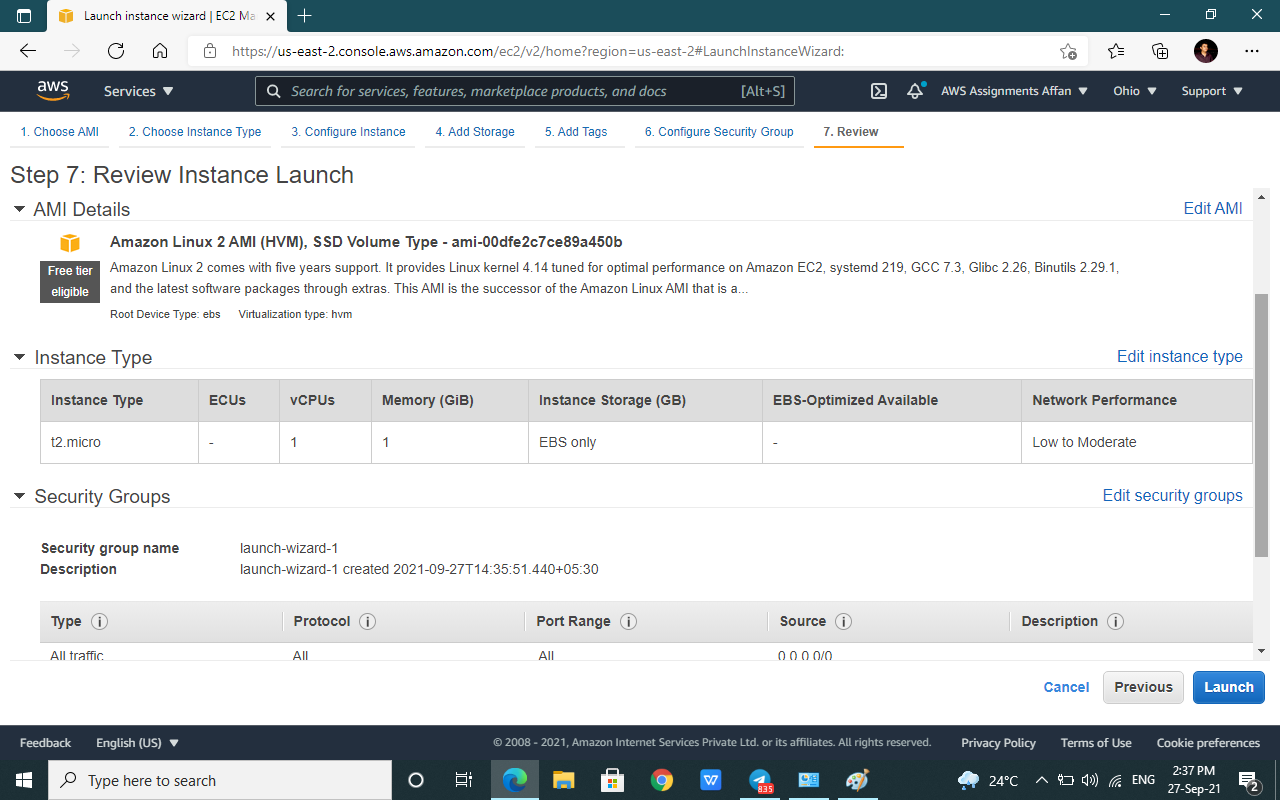 Launch instance wizard | EC2 Ma
https://us-east-2.console.aws.amazon.com/ec2/v2/home?region=us-east-2#LaunchInstanceWizard:
aws Services Search for services, features, marketplace products, and docs [Alt+S] AWS Assignments Affan Ohio Support
1. Choose AMI 2. Choose Instance Type 3. Configure Instance 4. Add Storage 5. Add Tags 6. Configure Security Group 7. Review
Step 7: Review Instance Launch
AMI Details Edit AMI
Amazon Linux 2 AMI (HVM), SSD Volume Type - ami-00dfe2c7ce89a450b
Free tier eligible
Amazon Linux 2 comes with five years support. It provides Linux kernel 4.14 tuned for optimal performance on Amazon EC2, systemd 219, GCC 7.3, Glibc 2.26, Binutils 2.29.1,
and the latest software packages through extras. This AMI is the successor of the Amazon Linux AMI that is a...
Root Device Type: ebs Virtualization type: hvm
Instance Type Edit instance type
Instance Type ECUs vCPUs Memory (GiB) Instance Storage (GB) EBS-Optimized Available Network Performance
t2.micro - 1 1 EBS only - Low to Moderate
Security Groups Edit security groups
Security group name launch-wizard-1
Description launch-wizard-1 created 2021-09-27T14:35:51.440+05:30
Type i Protocol i Port Range i Source i Description i
All traffic All All 0.0.0.0/0
Cancel Previous Launch
Feedback English (US) © 2008 - 2021, Amazon Internet Services Private Ltd. or its affiliates. All rights reserved. Privacy Policy Terms of Use Cookie preferences
Type here to search 835 24°C ENG 2:37 PM
27-Sep-21 2